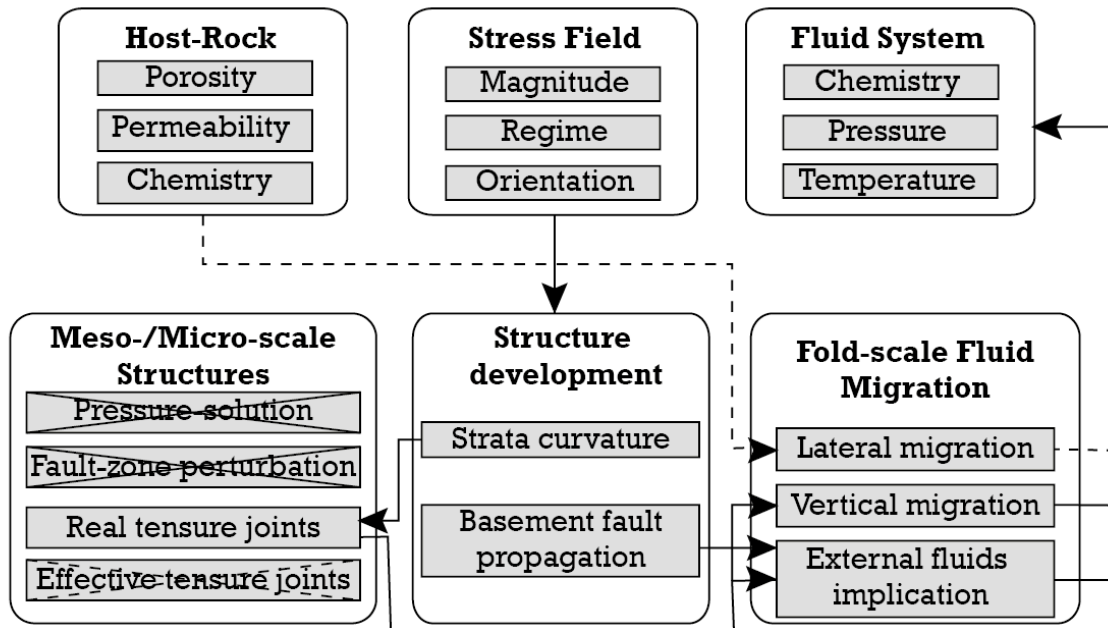 Host-Rock
Porosity
Permeability
Chemistry
Stress Field
Magnitude
Regime
Orientation
Fluid System
Chemistry
Pressure
Temperature
Meso-/Micro-scale
Structures
Pressure-solution
Fault-zone perturbation
Real tensure joints
Effective tensure joints
Structure
development
Strata curvature
Basement fault
propagation
Fold-scale Fluid
Migration
Lateral migration
Vertical migration
External fluids
implication